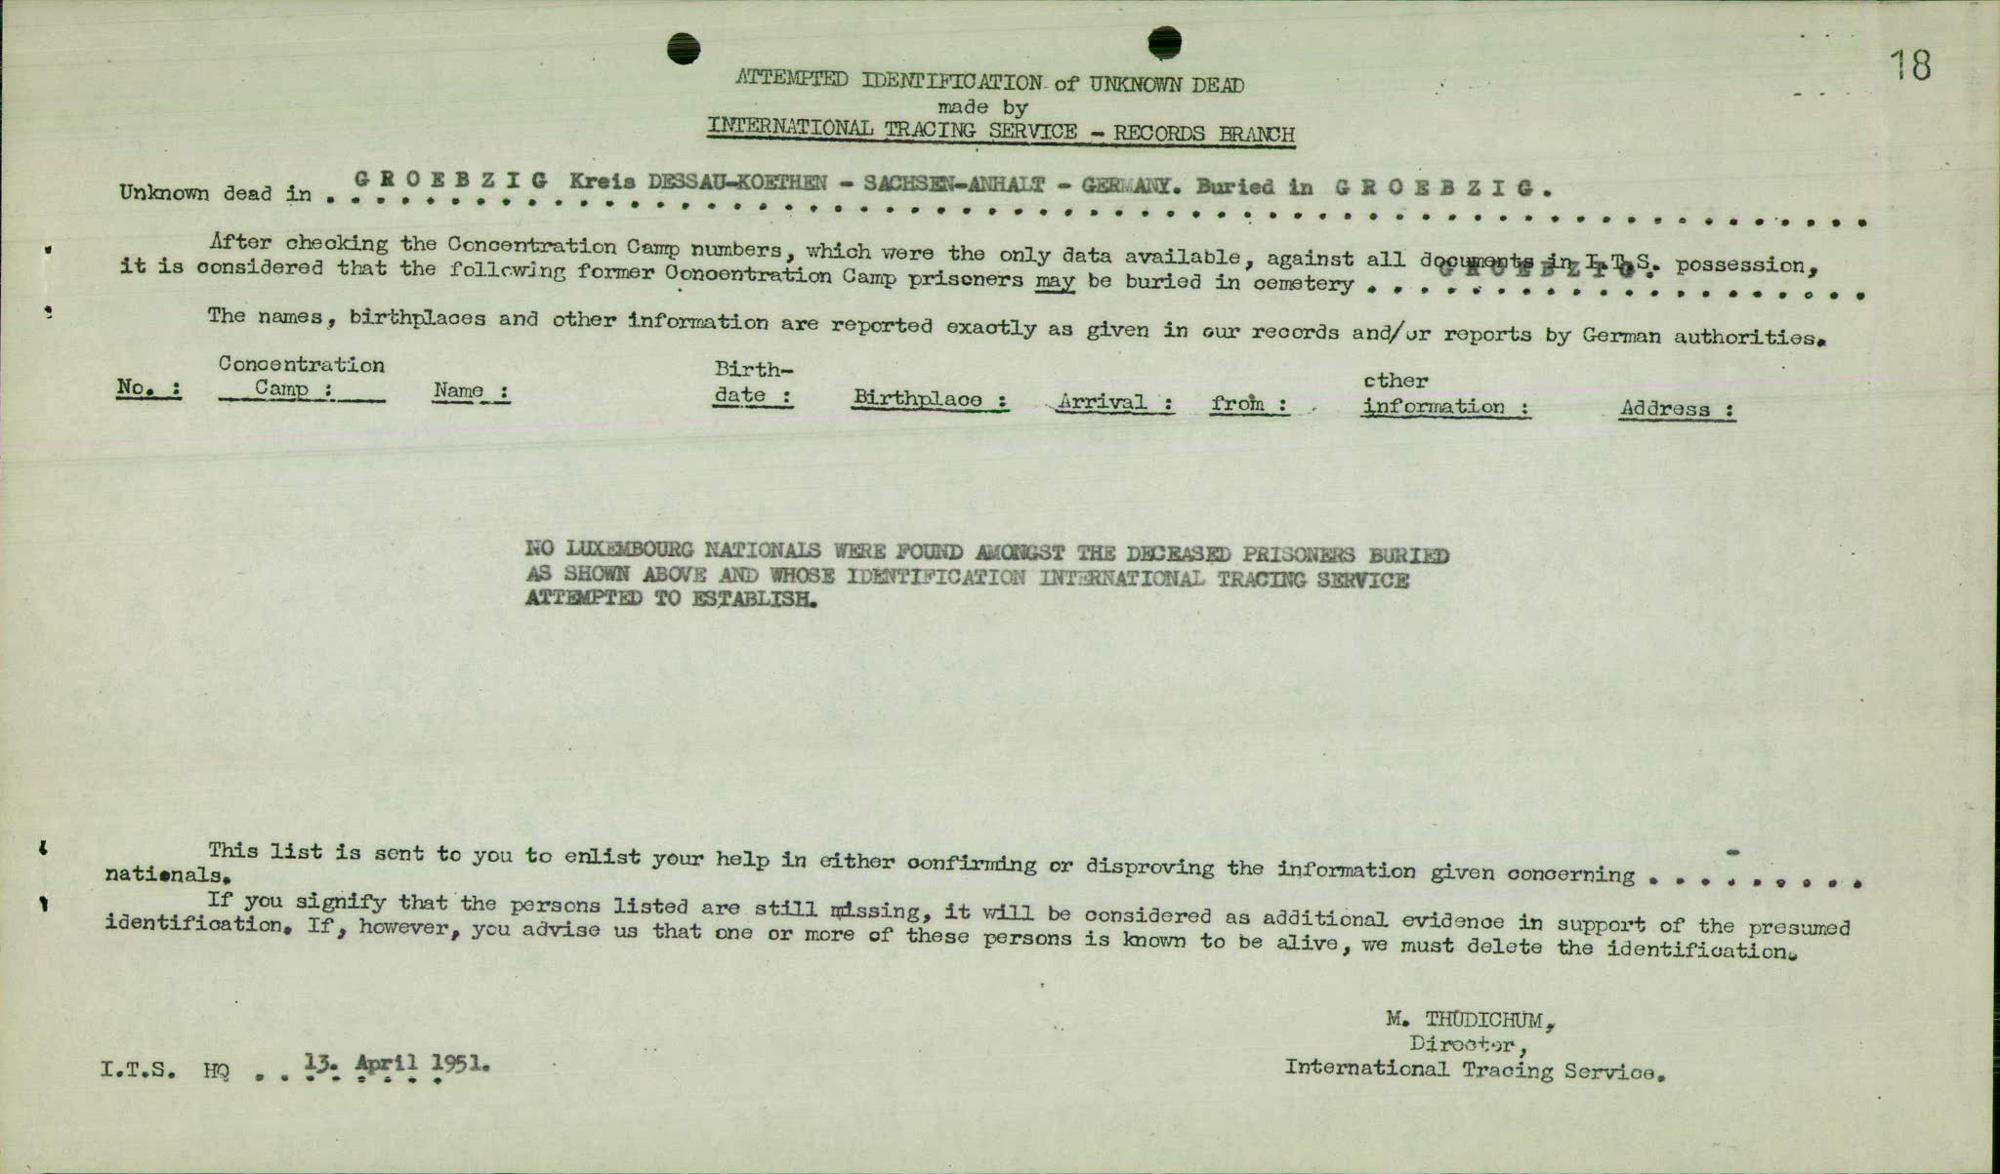 18
ATTEMPTED IDENTIFICATION of UNKNOWN DEAD
made by
INTERNATIONAL TRACING SERVICE - RECORDS BRANCH
Unknown dead in . G R O E B Z I G Kreis DESSAU-KOETHEN - SACHSEN-ANHALT - GERMANY. Buried in G R O E B Z I G .
After checking the Concentration Camp numbers, which were the only data available, against all documents in I.T.S. possession,
it is considered that the following former Concentration Camp prisoners may be buried in cemetery . . . . . . . . . . . . . . . . . . . .
The names, birthplaces and other information are reported exactly as given in our records and/or reports by German authorities.
No. : Concentration Camp : Name : Birth-date : Birthplace : Arrival : from : other information : Address :
NO LUXEMBOURG NATIONALS WERE FOUND AMONGST THE DECEASED PRISONERS BURIED
AS SHOWN ABOVE AND WHOSE IDENTIFICATION INTERNATIONAL TRACING SERVICE
ATTEMPTED TO ESTABLISH.
This list is sent to you to enlist your help in either confirming or disproving the information given concerning . . . - . . . . .
nationals.
If you signify that the persons listed are still missing, it will be considered as additional evidence in support of the presumed
identification. If, however, you advise us that one or more of these persons is known to be alive, we must delete the identification.
M. THUDICHUM,
Director,
International Tracing Service.
I.T.S. HQ . . 13. April 1951.